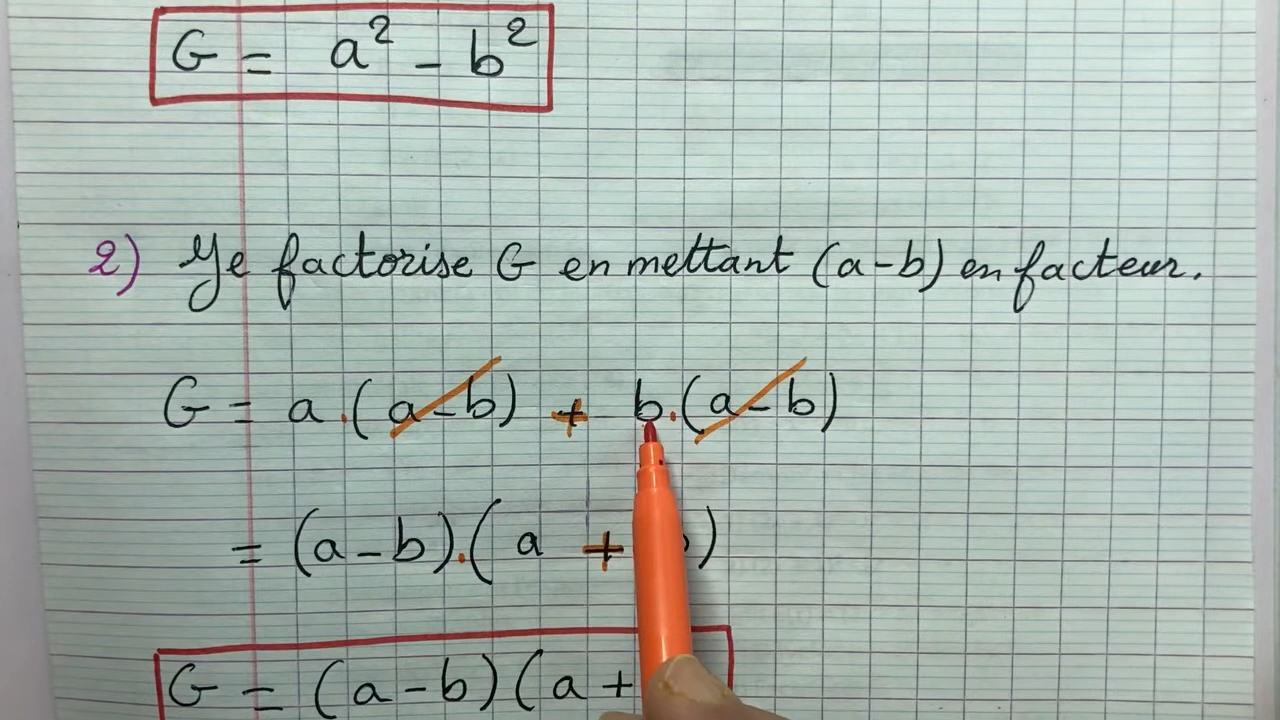 G = a² - b²
2) Je factorise G en mettant (a-b) en facteur.
G = a.(a-b) + b.(a-b)
= (a-b).(a + )
G = (a-b)(a+